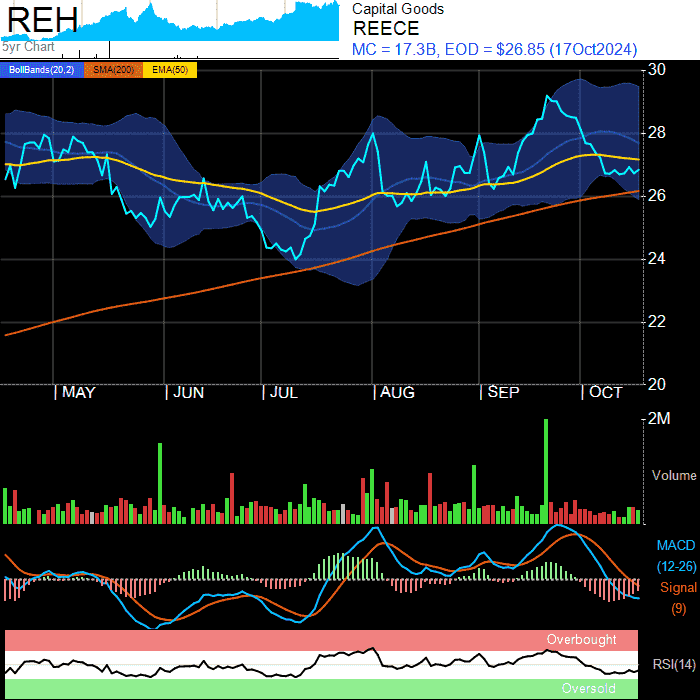 REH
5yr Chart
Capital Goods
REECE
MC = 17.3B, EOD = $26.85 (17Oct2024)
BollBands(20,2) SMA(200) EMA(50)
30
28
26
24
22
20
MAY JUN JUL AUG SEP OCT
2M
Volume
MACD
(12-26)
Signal
(9)
Overbought
RSI(14)
Oversold